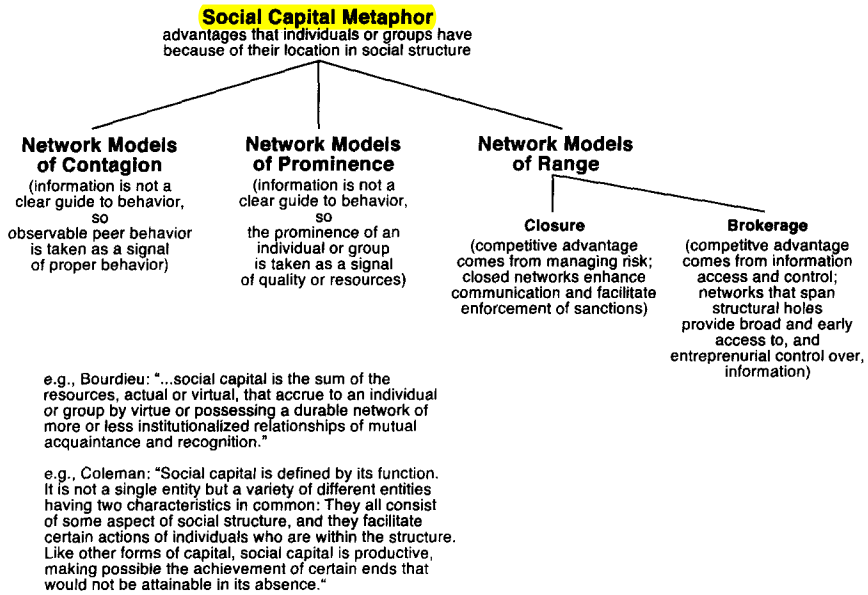 Social Capital Metaphor
advantages that individuals or groups have
because of their location in social structure
Network Models
of Contagion
(information is not a
clear guide to behavior,
so
observable peer behavior
is taken as a signal
of proper behavior)
Network Models
of Prominence
(information is not a
clear guide to behavior,
so
the prominence of an
individual or group
is taken as a signal
of quality or resources)
Network Models
of Range
Closure
(competitive advantage
comes from managing risk;
closed networks enhance
communication and facilitate
enforcement of sanctions)
Brokerage
(competitve advantage
comes from information
access and control;
networks that span
structural holes
provide broad and early
access to, and
entreprenurial control over,
information)
e.g., Bourdieu: "...social capital is the sum of the
resources, actual or virtual, that accrue to an individual
or group by virtue or possessing a durable network of
more or less institutionalized relationships of mutual
acquaintance and recognition."
e.g., Coleman: "Social capital is defined by its function.
It is not a single entity but a variety of different entities
having two characteristics in common: They all consist
of some aspect of social structure, and they facilitate
certain actions of individuals who are within the structure.
Like other forms of capital, social capital is productive,
making possible the achievement of certain ends that
would not be attainable in its absence."